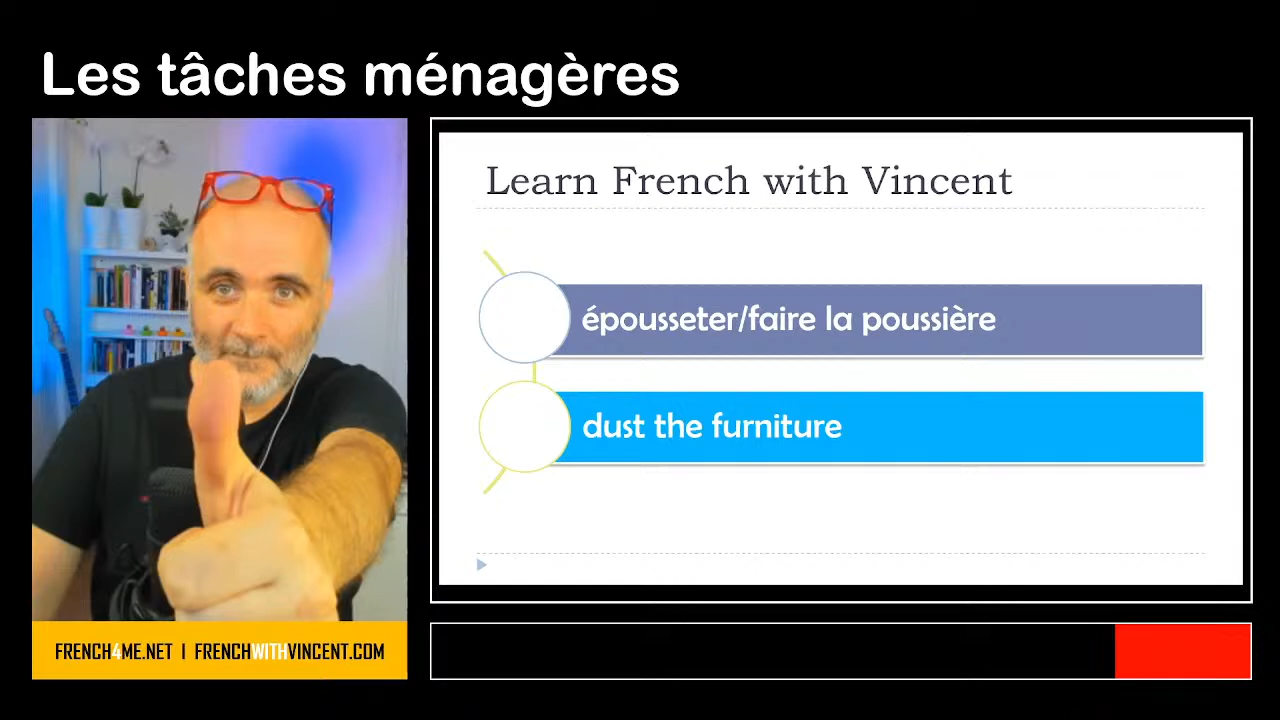 Les tâches ménagères
Learn French with Vincent
épousseter/faire la poussière
dust the furniture
FRENCH4ME.NET | FRENCHWITHVINCENT.COM